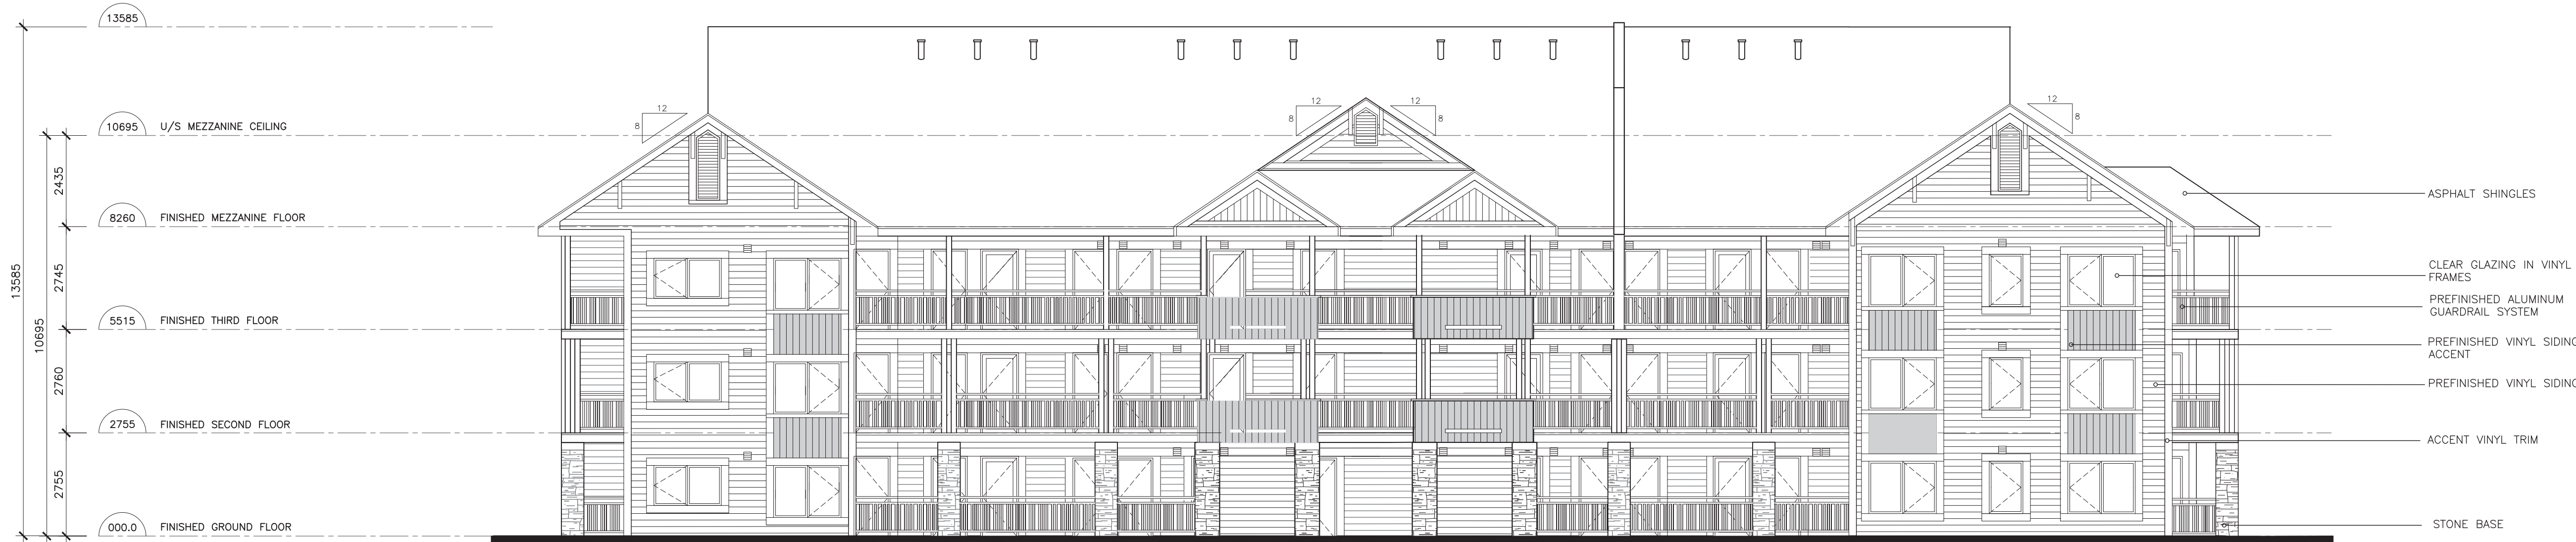 13585
10695 U/S MEZZANINE CEILING
8260 FINISHED MEZZANINE FLOOR
5515 FINISHED THIRD FLOOR
2755 FINISHED SECOND FLOOR
000.0 FINISHED GROUND FLOOR
13585
10695
2435
2745
2760
2755
12
8
12
8
12
8
12
8
ASPHALT SHINGLES
CLEAR GLAZING IN VINYL
FRAMES
PREFINISHED ALUMINUM
GUARDRAIL SYSTEM
PREFINISHED VINYL SIDING
ACCENT
PREFINISHED VINYL SIDING
ACCENT VINYL TRIM
STONE BASE